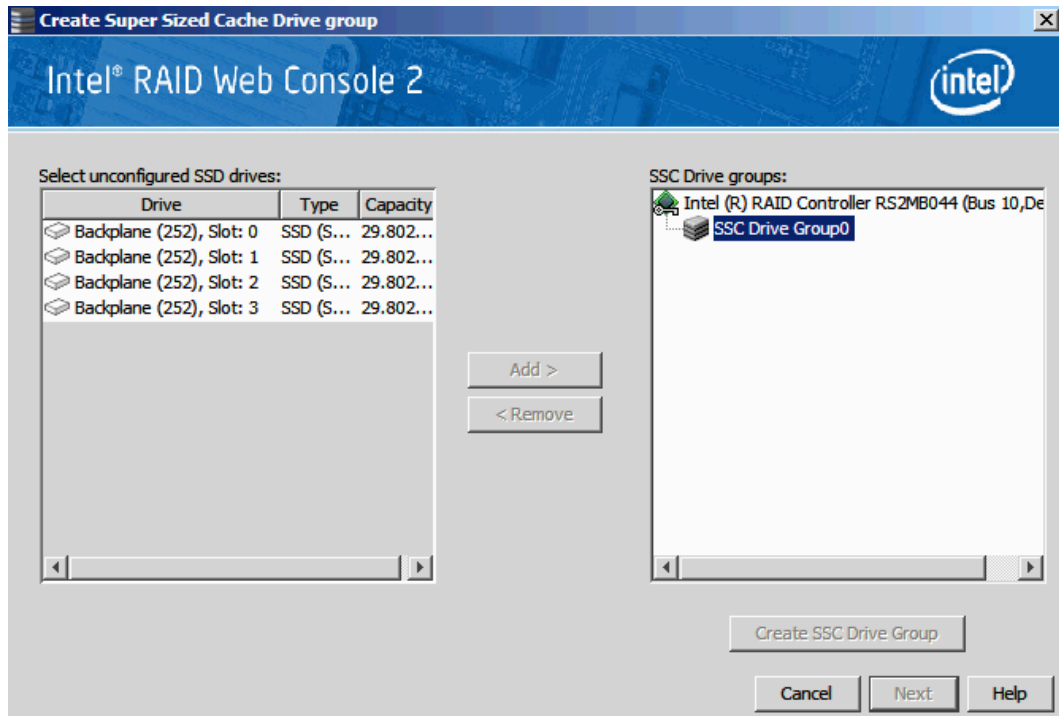 Create Super Sized Cache Drive group
Intel® RAID Web Console 2
intel
Select unconfigured SSD drives:
Drive Type Capacity
Backplane (252), Slot: 0 SSD (S... 29.802...
Backplane (252), Slot: 1 SSD (S... 29.802...
Backplane (252), Slot: 2 SSD (S... 29.802...
Backplane (252), Slot: 3 SSD (S... 29.802...
Add >
< Remove
SSC Drive groups:
Intel (R) RAID Controller RS2MB044 (Bus 10,De
SSC Drive Group0
Create SSC Drive Group
Cancel Next Help